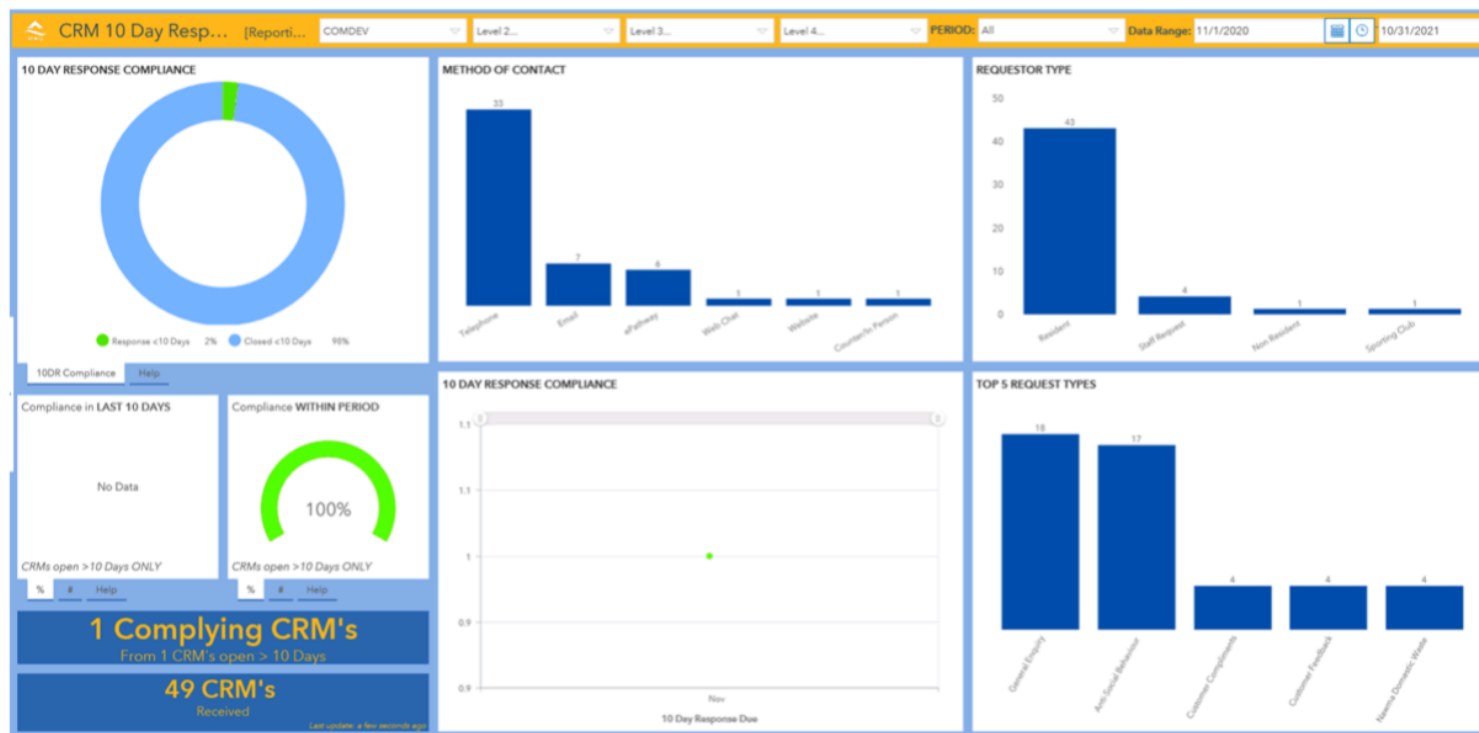 CRM 10 Day Resp... [Reporti... COMDEV Level 2... Level 3... Level 4... PERIOD: All Data Range: 11/1/2020 10/31/2021
10 DAY RESPONSE COMPLIANCE
Response <10 Days 2% Closed <10 Days 98%
10DR Compliance Help
METHOD OF CONTACT
33
7
6
1
1
1
Telephone
Email
ePathway
Web Chat
Website
Counter/In Person
REQUESTOR TYPE
50
40
30
20
10
0
43
4
1
1
Resident
Staff Request
Non Resident
Sporting Club
Compliance in LAST 10 DAYS
No Data
CRMs open >10 Days ONLY
% # Help
Compliance WITHIN PERIOD
100%
CRMs open >10 Days ONLY
% # Help
1 Complying CRM's
From 1 CRM's open > 10 Days
49 CRM's
Received
Last update: a few seconds ago
10 DAY RESPONSE COMPLIANCE
1.1
1.1
1
0.9
0.9
Nov
10 Day Response Due
TOP 5 REQUEST TYPES
18
17
4
4
4
General Enquiry
Anti Social Behaviour
Customer Compliments
Customer Feedback
Nawma Domestic Waste